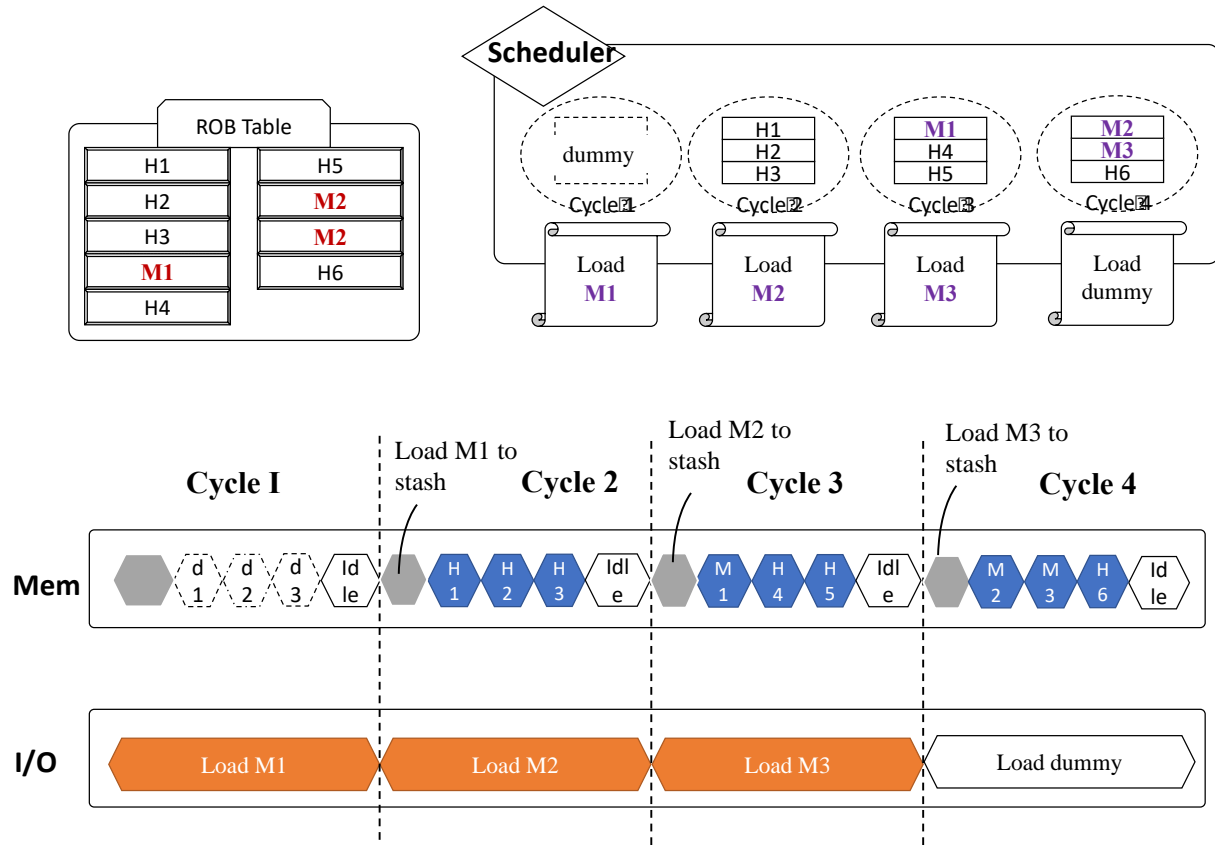 Scheduler
ROB Table
H1
H2
H3
M1
H4
H5
M2
M2
H6
dummy
Cycle 1
Load
M1
H1
H2
H3
Cycle 2
Load
M2
M1
H4
H5
Cycle 3
Load
M3
M2
M3
H6
Cycle 4
Load
dummy
Cycle I
Load M1 to
stash
Cycle 2
Load M2 to
stash
Cycle 3
Load M3 to
stash
Cycle 4
Mem
d
1
d
2
d
3
Id
le
H
1
H
2
H
3
Idl
e
M
1
H
4
H
5
Idl
e
M
2
M
3
H
6
Id
le
I/O
Load M1
Load M2
Load M3
Load dummy